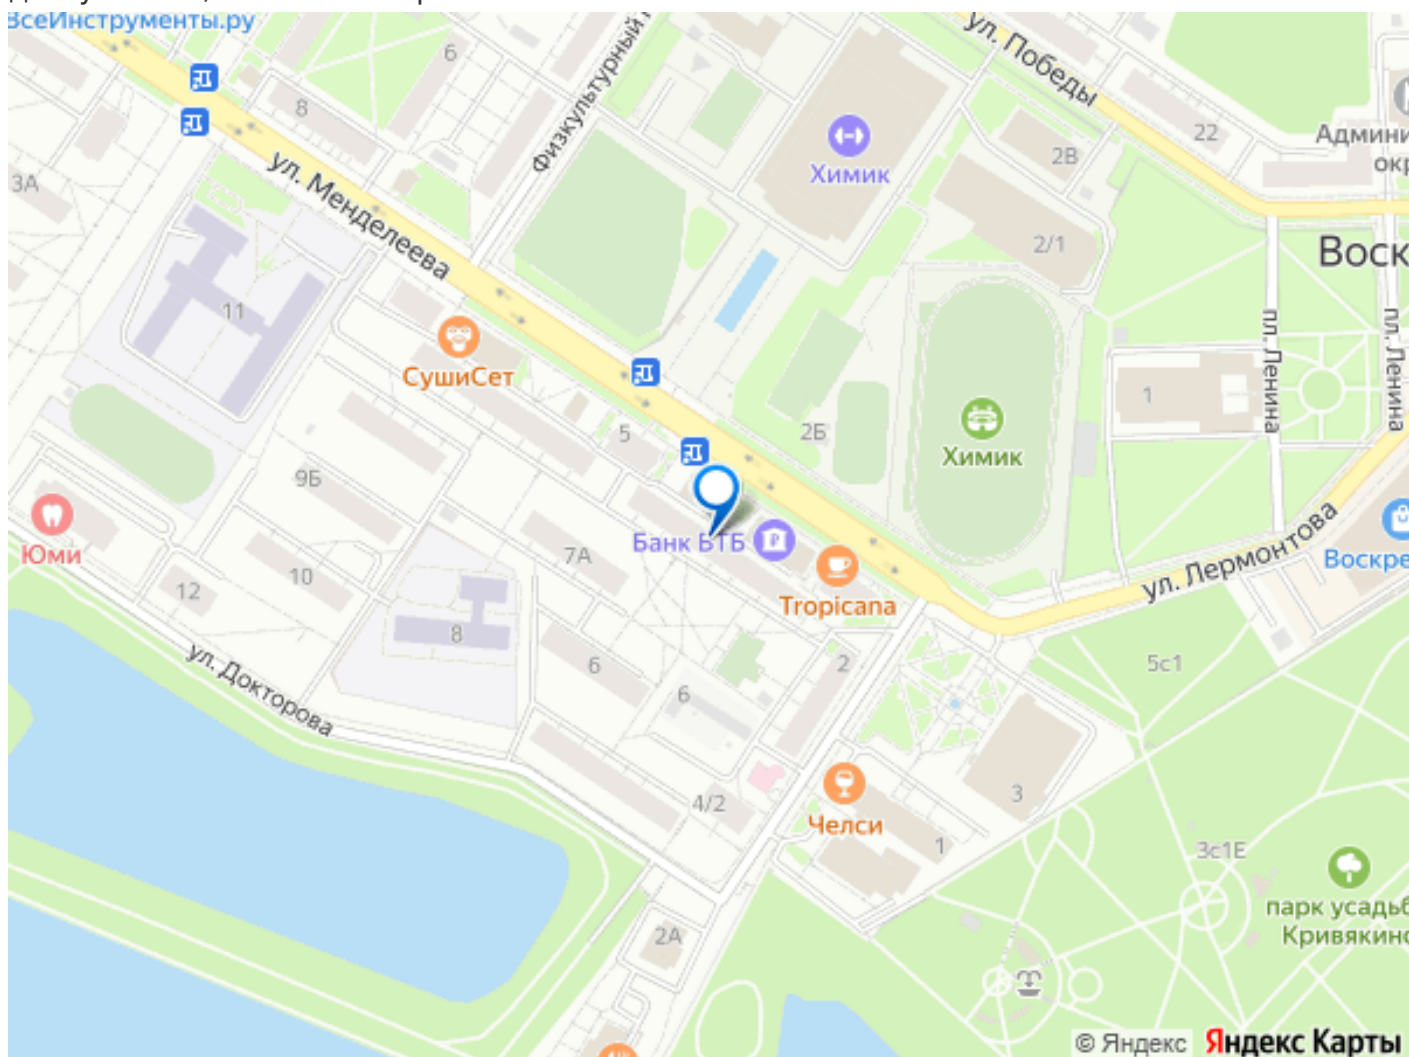 ВсеИнструменты.ру
6
ул. Победы
8
Физкультурный
22
Админи
окр
2В
Химик
3А
ул. Менделеева
2/1
Воск
11
пл. Ленина
пл. Ленина
СушиСет
1
5
2Б
Химик
9Б
ул. Лермонтова
Юми
7А
Банк ВТБ
Воскре
10
12
Tropicana
8
6
2
5с1
ул. Докторова
6
4/2
3
Челси
1
3с1Е
парк усадьб
Кривякино
2А
© Яндекс Яндекс Карты